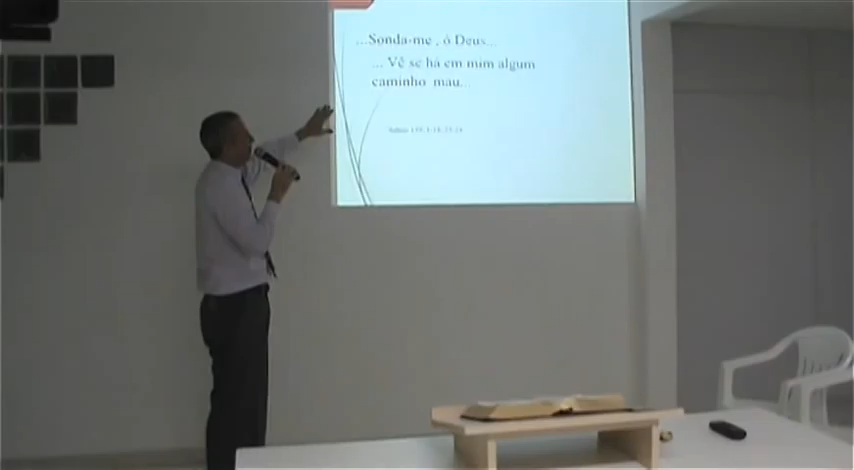 ...Sonda-me , ó Deus...
... Vê se há em mim algum
caminho mau...